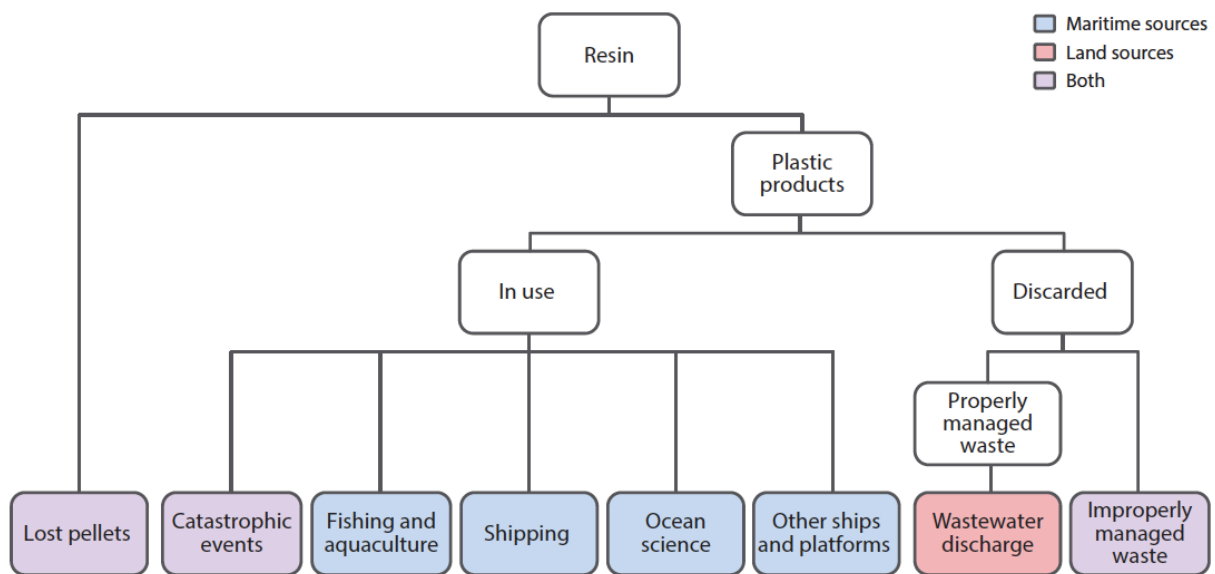 Maritime sources
Land sources
Both
Resin
Plastic
products
In use
Discarded
Properly
managed
waste
Lost pellets
Catastrophic
events
Fishing and
aquaculture
Shipping
Ocean
science
Other ships
and platforms
Wastewater
discharge
Improperly
managed
waste